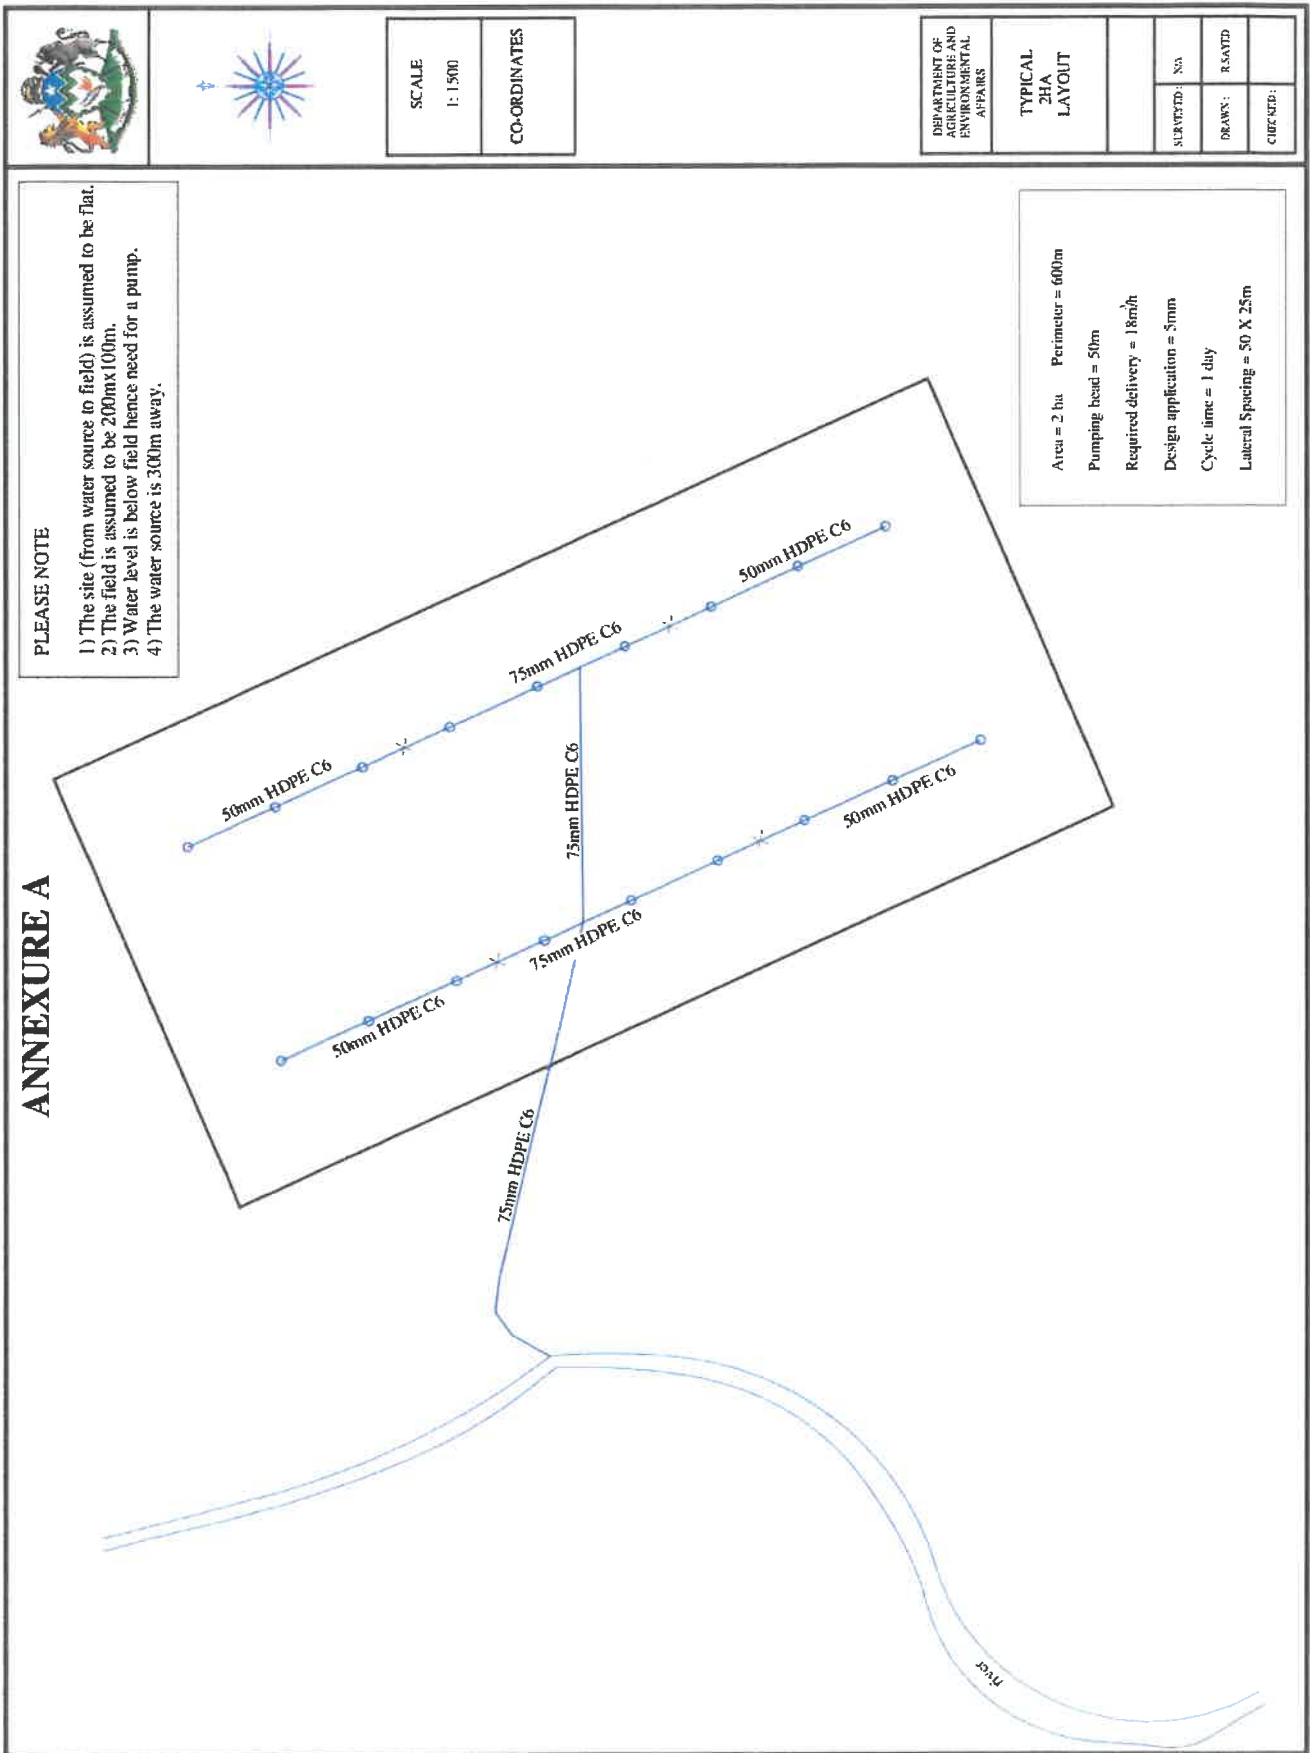 ANNEXURE A
PLEASE NOTE
1) The site (from water source to field) is assumed to be flat.
2) The field is assumed to be 200mx100m.
3) Water level is below field hence need for a pump.
4) The water source is 300m away.
SCALE
1: 1500
CO-ORDINATES
50mm HDPE C6
75mm HDPE C6
50mm HDPE C6
75mm HDPE C6
50mm HDPE C6
75mm HDPE C6
50mm HDPE C6
75mm HDPE C6
river
Area = 2 ha Perimeter = 600m
Pumping head = 50m
Required delivery = 18m³/h
Design application = 5mm
Cycle time = 1 day
Lateral Spacing = 50 X 25m
DEPARTMENT OF
AGRICULTURE AND
ENVIRONMENTAL
AFFAIRS
TYPICAL
2HA
LAYOUT
SURVEYED: N/A
DRAWN: R.SAYED
CHECKED: